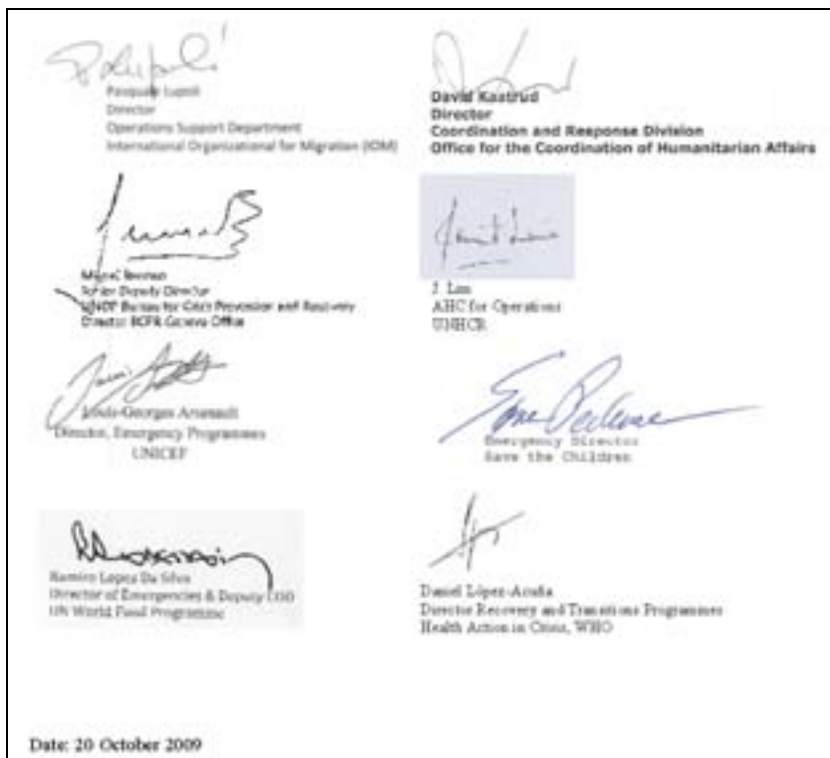 Pasquale Lupoli
Director
Operations Support Department
International Organizational for Migration (IOM)
David Kaatrud
Director
Coordination and Response Division
Office for the Coordination of Humanitarian Affairs
Senior Deputy Director
UNDP Bureau for Crisis Prevention and Recovery
Director BCPR Geneva Office
J. Lim
AHC for Operations
UNHCR
Louis-Georges Arsenault
Director, Emergency Programmes
UNICEF
Emergency Director
Save the Children
Ramiro Lopez Da Silva
Director of Emergencies & Deputy COO
UN World Food Programme
Daniel López-Acuña
Director Recovery and Transitions Programmes
Health Action in Crisis, WHO
Date: 20 October 2009